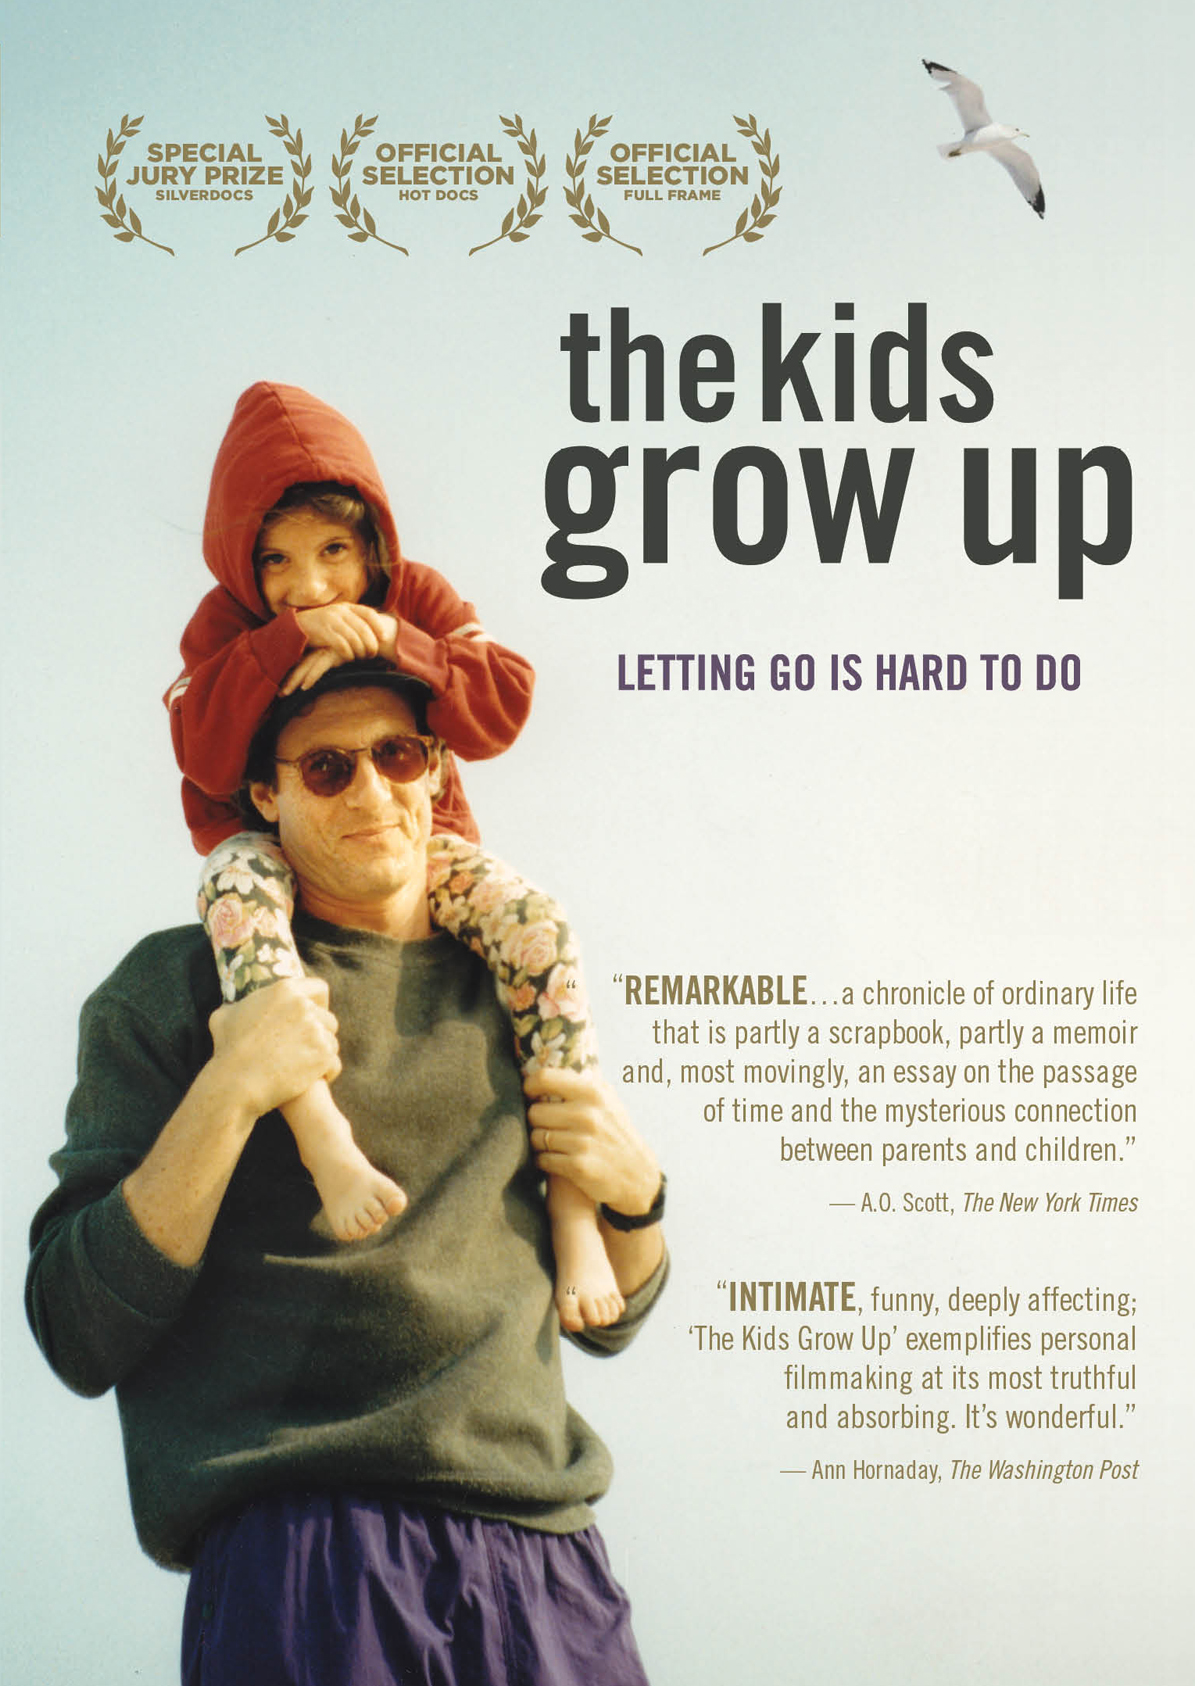 SPECIAL
JURY PRIZE
SILVERDOCS
OFFICIAL
SELECTION
HOT DOCS
OFFICIAL
SELECTION
FULL FRAME
the kids
grow up
LETTING GO IS HARD TO DO
“
“REMARKABLE...a chronicle of ordinary life
that is partly a scrapbook, partly a memoir
and, most movingly, an essay on the passage
of time and the mysterious connection
between parents and children.”
— A.O. Scott, The New York Times
“
“INTIMATE, funny, deeply affecting;
‘The Kids Grow Up’ exemplifies personal
filmmaking at its most truthful
and absorbing. It’s wonderful.”
— Ann Hornaday, The Washington Post